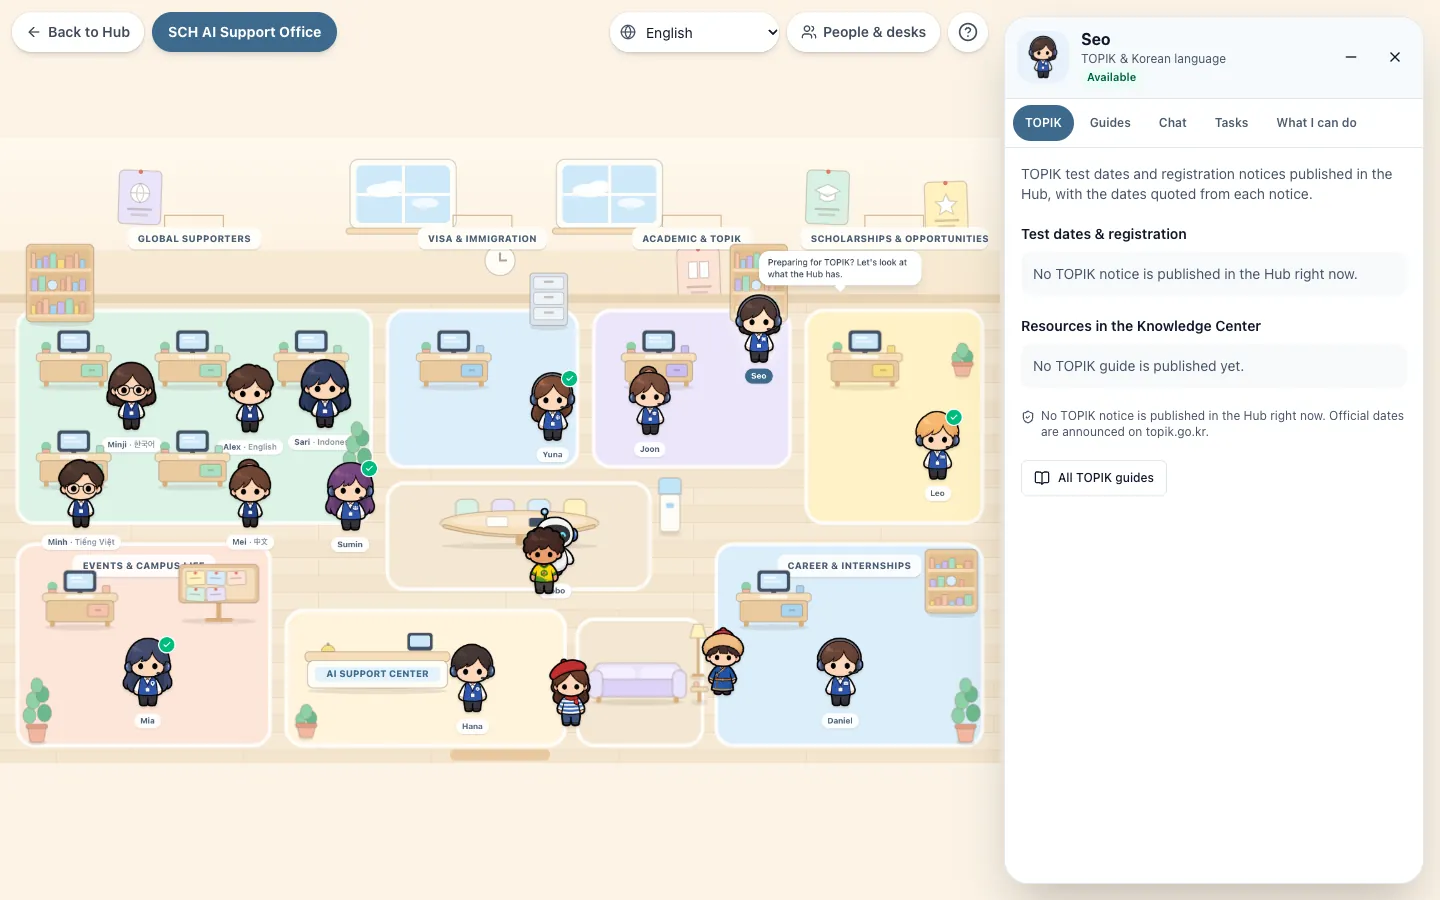 Back to Hub
SCH AI Support Office
English
People & desks
Seo
TOPIK & Korean language
Available
TOPIK
Guides
Chat
Tasks
What I can do
TOPIK test dates and registration notices published in the
Hub, with the dates quoted from each notice.
Test dates & registration
No TOPIK notice is published in the Hub right now.
Resources in the Knowledge Center
No TOPIK guide is published yet.
No TOPIK notice is published in the Hub right now. Official dates
are announced on topik.go.kr.
All TOPIK guides
GLOBAL SUPPORTERS
VISA & IMMIGRATION
ACADEMIC & TOPIK
SCHOLARSHIPS & OPPORTUNITIES
Preparing for TOPIK? Let's look at
what the Hub has.
Seo
Minji · 한국어
Alex · English
Sari · Indone
Yuna
Joon
Leo
Minh · Tiếng Việt
Mei · 中文
Sumin
EVENTS & CAMPUS
CAREER & INTERNSHIPS
AI SUPPORT CENTER
Mia
Hana
Daniel